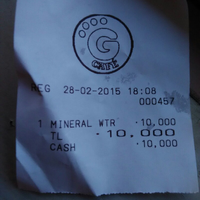 G
CAFE
REG 28-02-2015 18:08
000457
1 MINERAL WTR ·10,000
TL ·10,000
CASH ·10,000